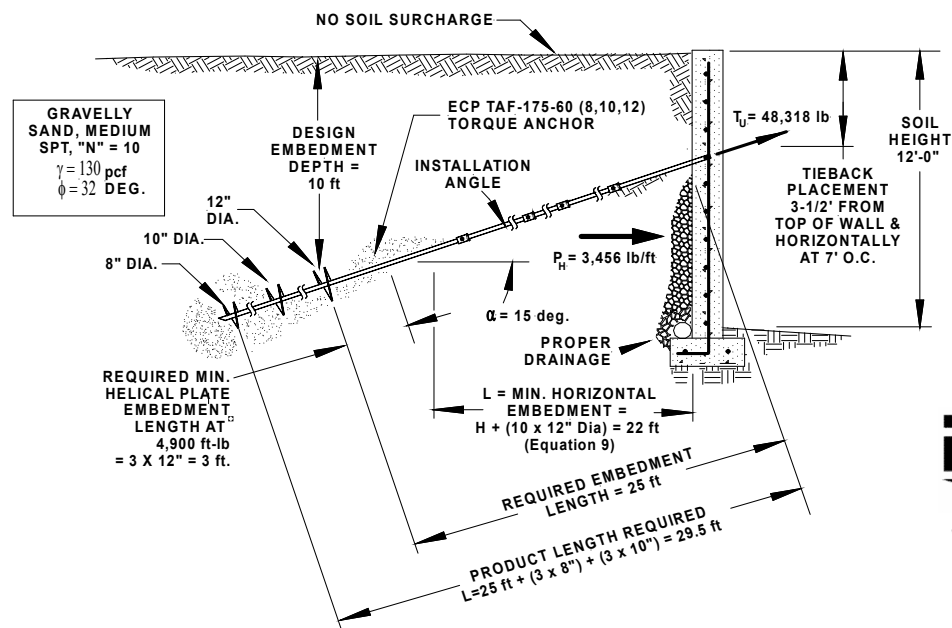 NO SOIL SURCHARGE
GRAVELLY
SAND, MEDIUM
SPT, "N" = 10
γ = 130 pcf
ϕ = 32 DEG.
DESIGN
EMBEDMENT
DEPTH =
10 ft
ECP TAF-175-60 (8,10,12)
TORQUE ANCHOR
INSTALLATION
ANGLE
T_U = 48,318 lb
SOIL
HEIGHT
12'-0"
TIEBACK
PLACEMENT
3-1/2' FROM
TOP OF WALL &
HORIZONTALLY
AT 7' O.C.
12"
DIA.
10" DIA.
8" DIA.
P_H = 3,456 lb/ft
α = 15 deg.
PROPER
DRAINAGE
REQUIRED MIN.
HELICAL PLATE
EMBEDMENT
LENGTH AT
4,900 ft-lb
= 3 X 12" = 3 ft.
L = MIN. HORIZONTAL
EMBEDMENT =
H + (10 x 12" Dia) = 22 ft
(Equation 9)
REQUIRED EMBEDMENT
LENGTH = 25 ft
PRODUCT LENGTH REQUIRED
L=25 ft + (3 x 8") + (3 x 10") = 29.5 ft